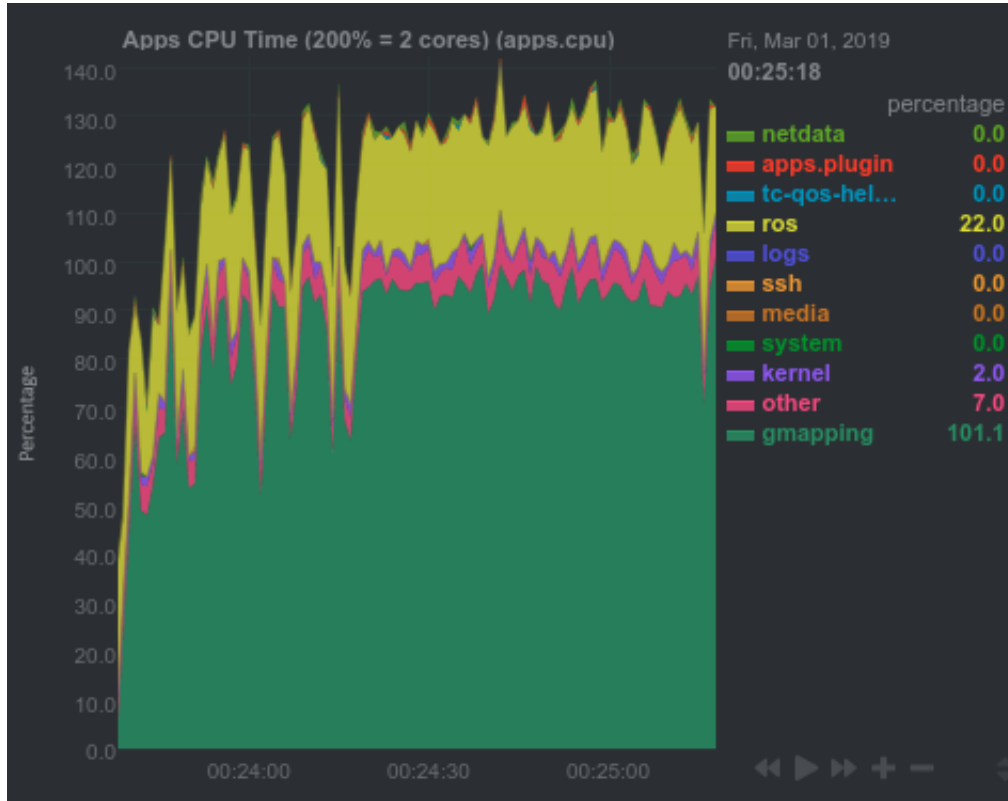 Apps CPU Time (200% = 2 cores) (apps.cpu)
Fri, Mar 01, 2019
00:25:18
percentage
netdata 0.0
apps.plugin 0.0
tc-qos-hel... 0.0
ros 22.0
logs 0.0
ssh 0.0
media 0.0
system 0.0
kernel 2.0
other 7.0
gmapping 101.1
Percentage
140.0
130.0
120.0
110.0
100.0
90.0
80.0
70.0
60.0
50.0
40.0
30.0
20.0
10.0
0.0
00:24:00 00:24:30 00:25:00